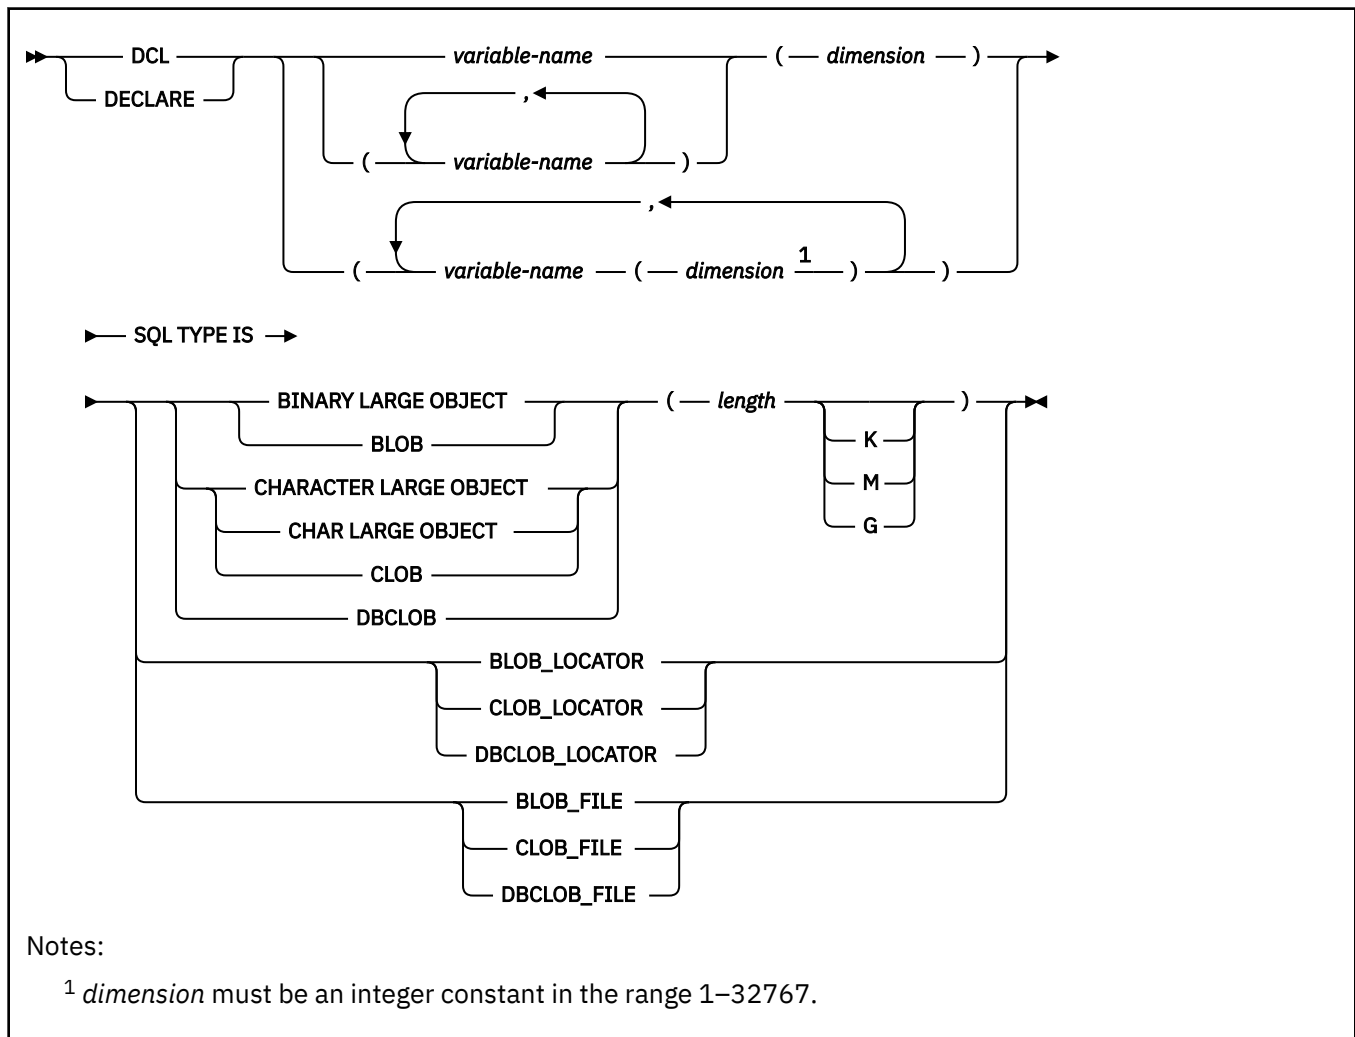 DCL variable-name ( dimension )
DECLARE ,
( variable-name )
,
( variable-name ( dimension 1 ) )
SQL TYPE IS
BINARY LARGE OBJECT ( length )
BLOB K
M
CHARACTER LARGE OBJECT
CHAR LARGE OBJECT G
CLOB
DBCLOB
BLOB_LOCATOR
CLOB_LOCATOR
DBCLOB_LOCATOR
BLOB_FILE
CLOB_FILE
DBCLOB_FILE
Notes:
1 dimension must be an integer constant in the range 1–32767.